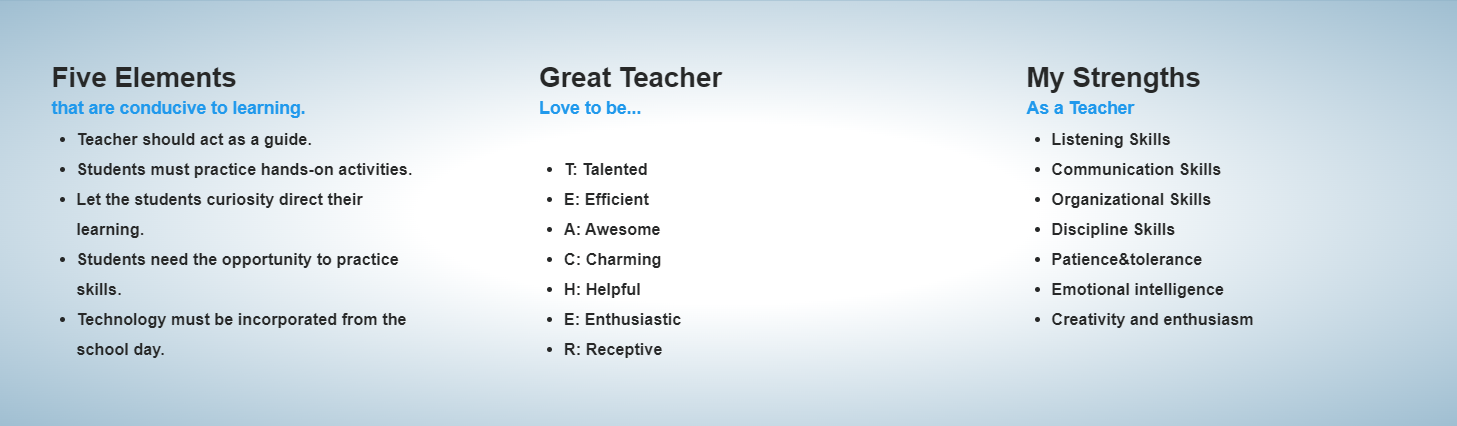 Five Elements
that are conducive to learning.
• Teacher should act as a guide.
• Students must practice hands-on activities.
• Let the students curiosity direct their
learning.
• Students need the opportunity to practice
skills.
• Technology must be incorporated from the
school day.
Great Teacher
Love to be...
• T: Talented
• E: Efficient
• A: Awesome
• C: Charming
• H: Helpful
• E: Enthusiastic
• R: Receptive
My Strengths
As a Teacher
• Listening Skills
• Communication Skills
• Organizational Skills
• Discipline Skills
• Patience&tolerance
• Emotional intelligence
• Creativity and enthusiasm